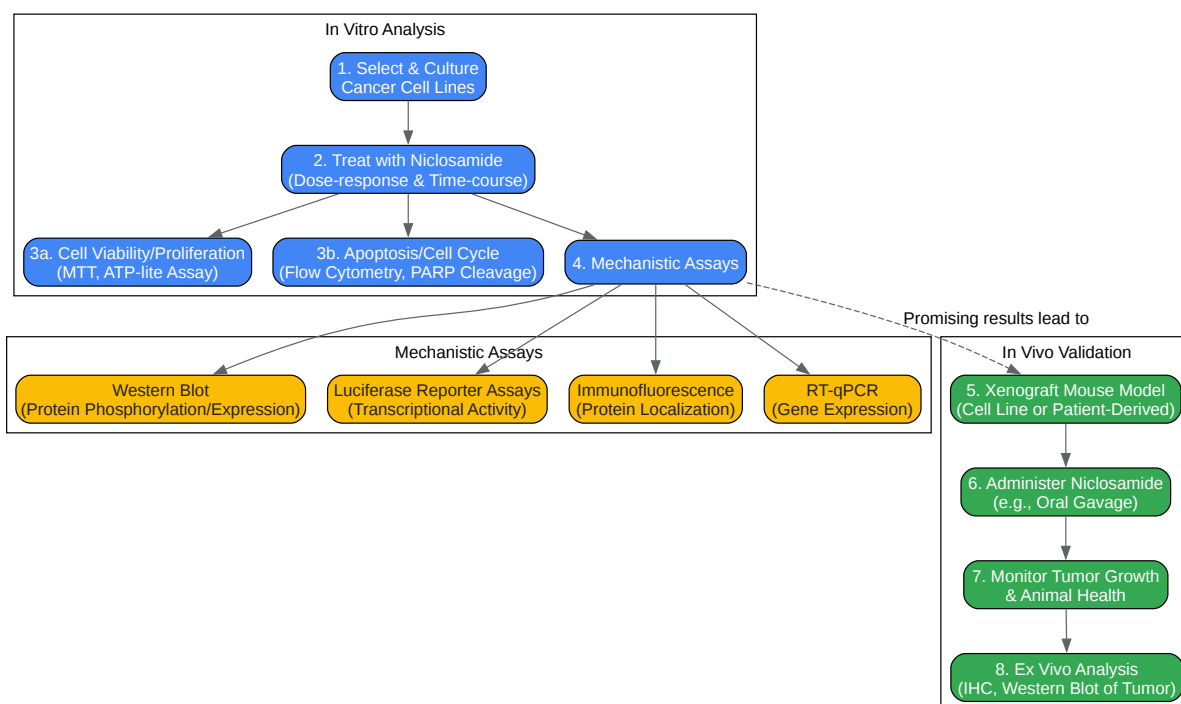 In Vitro Analysis
1. Select & Culture
Cancer Cell Lines
2. Treat with Niclosamide
(Dose-response & Time-course)
3a. Cell Viability/Proliferation
(MTT, ATP-lite Assay)
3b. Apoptosis/Cell Cycle
(Flow Cytometry, PARP Cleavage)
4. Mechanistic Assays
Promising results lead to
Mechanistic Assays
Western Blot
(Protein Phosphorylation/Expression)
Luciferase Reporter Assays
(Transcriptional Activity)
Immunofluorescence
(Protein Localization)
RT-qPCR
(Gene Expression)
In Vivo Validation
5. Xenograft Mouse Model
(Cell Line or Patient-Derived)
6. Administer Niclosamide
(e.g., Oral Gavage)
7. Monitor Tumor Growth
& Animal Health
8. Ex Vivo Analysis
(IHC, Western Blot of Tumor)